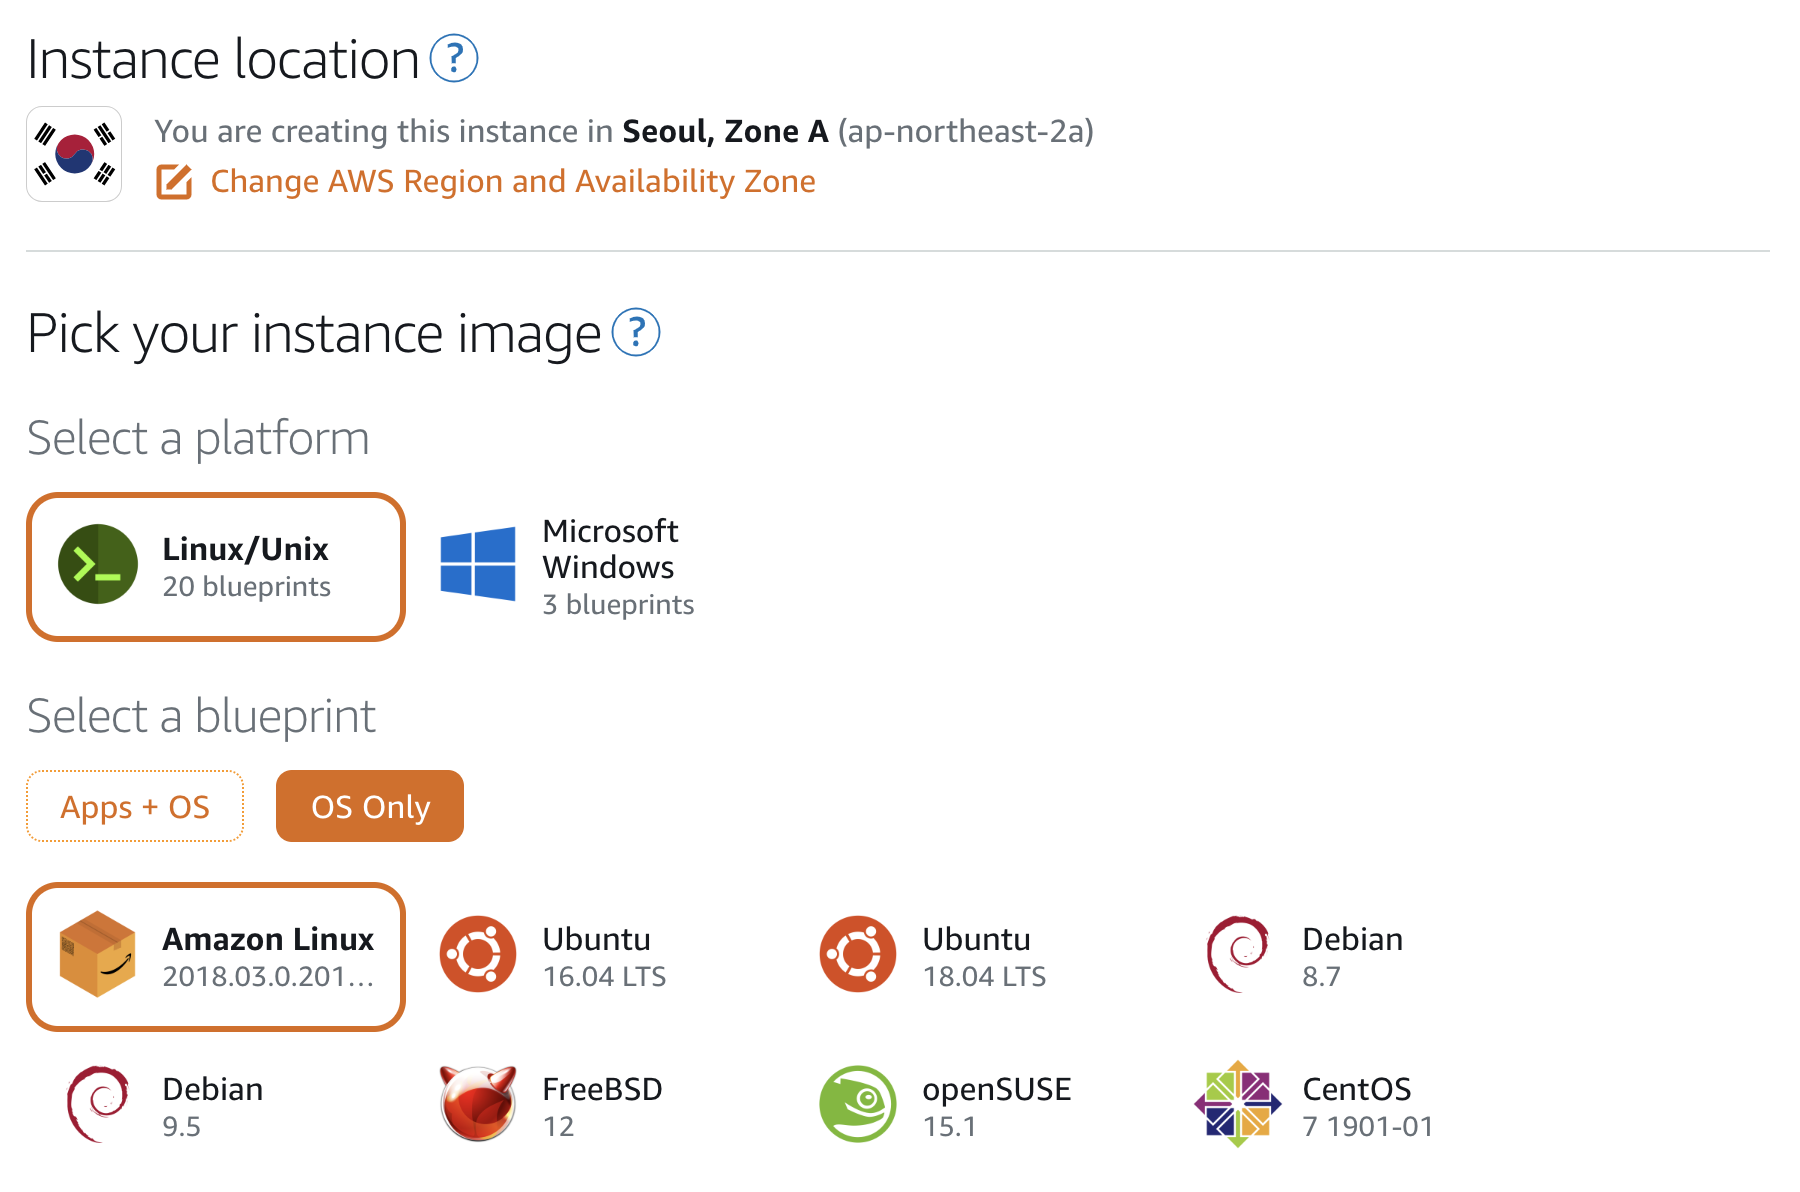 Instance location ?
You are creating this instance in Seoul, Zone A (ap-northeast-2a)
Change AWS Region and Availability Zone
Pick your instance image ?
Select a platform
Linux/Unix
20 blueprints
Microsoft
Windows
3 blueprints
Select a blueprint
Apps + OS
OS Only
Amazon Linux
2018.03.0.201...
Ubuntu
16.04 LTS
Ubuntu
18.04 LTS
Debian
8.7
Debian
9.5
FreeBSD
12
openSUSE
15.1
CentOS
7 1901-01